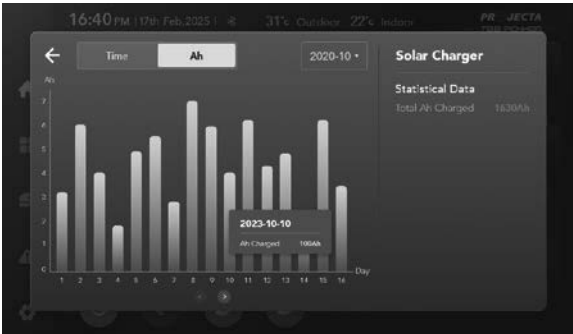 16:40 PM | 17th Feb, 2025 | 31°c Outdoor 22°c Indoor
PR JECTA
Time
Ah
2020-10
Solar Charger
Statistical Data
Total Ah Charged 1630Ah
Ah
7
6
5
4
3
2
1
0
2023-10-10
Ah Charged 100Ah
1 2 3 4 5 6 7 8 9 10 11 12 13 14 15 16
Day